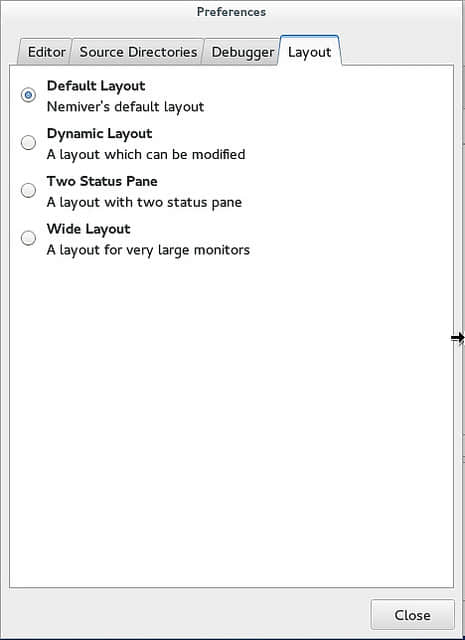 Preferences
Editor Source Directories Debugger Layout
Default Layout
Nemiver's default layout
Dynamic Layout
A layout which can be modified
Two Status Pane
A layout with two status pane
Wide Layout
A layout for very large monitors
Close